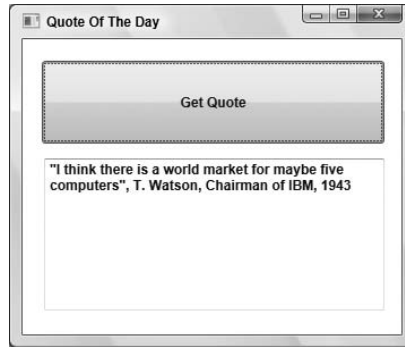 Quote Of The Day
Get Quote
"I think there is a world market for maybe five
computers", T. Watson, Chairman of IBM, 1943